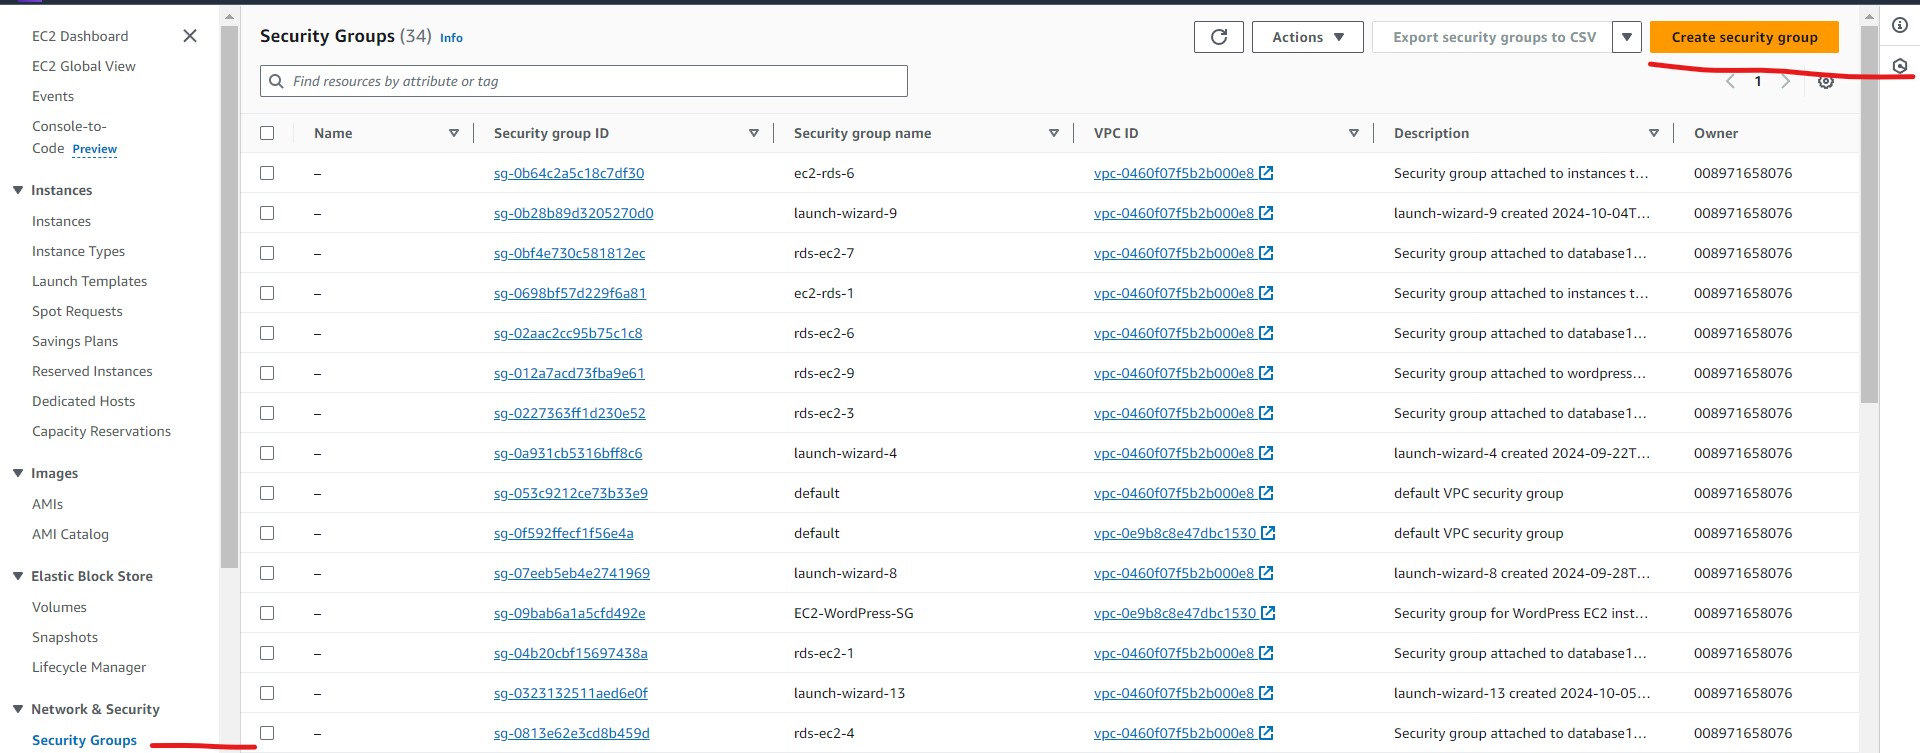 EC2 Dashboard
EC2 Global View
Events
Console-to-
Code Preview
Instances
Instances
Instance Types
Launch Templates
Spot Requests
Savings Plans
Reserved Instances
Dedicated Hosts
Capacity Reservations
Images
AMIs
AMI Catalog
Elastic Block Store
Volumes
Snapshots
Lifecycle Manager
Network & Security
Security Groups
Security Groups (34) Info
Actions
Export security groups to CSV
Create security group
Find resources by attribute or tag
1
Name Security group ID Security group name VPC ID Description Owner
– sg-0b64c2a5c18c7df30 ec2-rds-6 vpc-0460f07f5b2b000e8 Security group attached to instances t... 008971658076
– sg-0b28b89d3205270d0 launch-wizard-9 vpc-0460f07f5b2b000e8 launch-wizard-9 created 2024-10-04T... 008971658076
– sg-0bf4e730c581812ec rds-ec2-7 vpc-0460f07f5b2b000e8 Security group attached to database1... 008971658076
– sg-0698bf57d229f6a81 ec2-rds-1 vpc-0460f07f5b2b000e8 Security group attached to instances t... 008971658076
– sg-02aac2cc95b75c1c8 rds-ec2-6 vpc-0460f07f5b2b000e8 Security group attached to database1... 008971658076
– sg-012a7acd73fba9e61 rds-ec2-9 vpc-0460f07f5b2b000e8 Security group attached to wordpress... 008971658076
– sg-0227363ff1d230e52 rds-ec2-3 vpc-0460f07f5b2b000e8 Security group attached to database1... 008971658076
– sg-0a931cb5316bff8c6 launch-wizard-4 vpc-0460f07f5b2b000e8 launch-wizard-4 created 2024-09-22T... 008971658076
– sg-053c9212ce73b33e9 default vpc-0460f07f5b2b000e8 default VPC security group 008971658076
– sg-0f592ffecf1f56e4a default vpc-0e9b8c8e47dbc1530 default VPC security group 008971658076
– sg-07eeb5eb4e2741969 launch-wizard-8 vpc-0460f07f5b2b000e8 launch-wizard-8 created 2024-09-28T... 008971658076
– sg-09bab6a1a5cfd492e EC2-WordPress-SG vpc-0e9b8c8e47dbc1530 Security group for WordPress EC2 inst... 008971658076
– sg-04b20cbf15697438a rds-ec2-1 vpc-0460f07f5b2b000e8 Security group attached to database1... 008971658076
– sg-0323132511aed6e0f launch-wizard-13 vpc-0460f07f5b2b000e8 launch-wizard-13 created 2024-10-05... 008971658076
– sg-0813e62e3cd8b459d rds-ec2-4 vpc-0460f07f5b2b000e8 Security group attached to database1... 008971658076